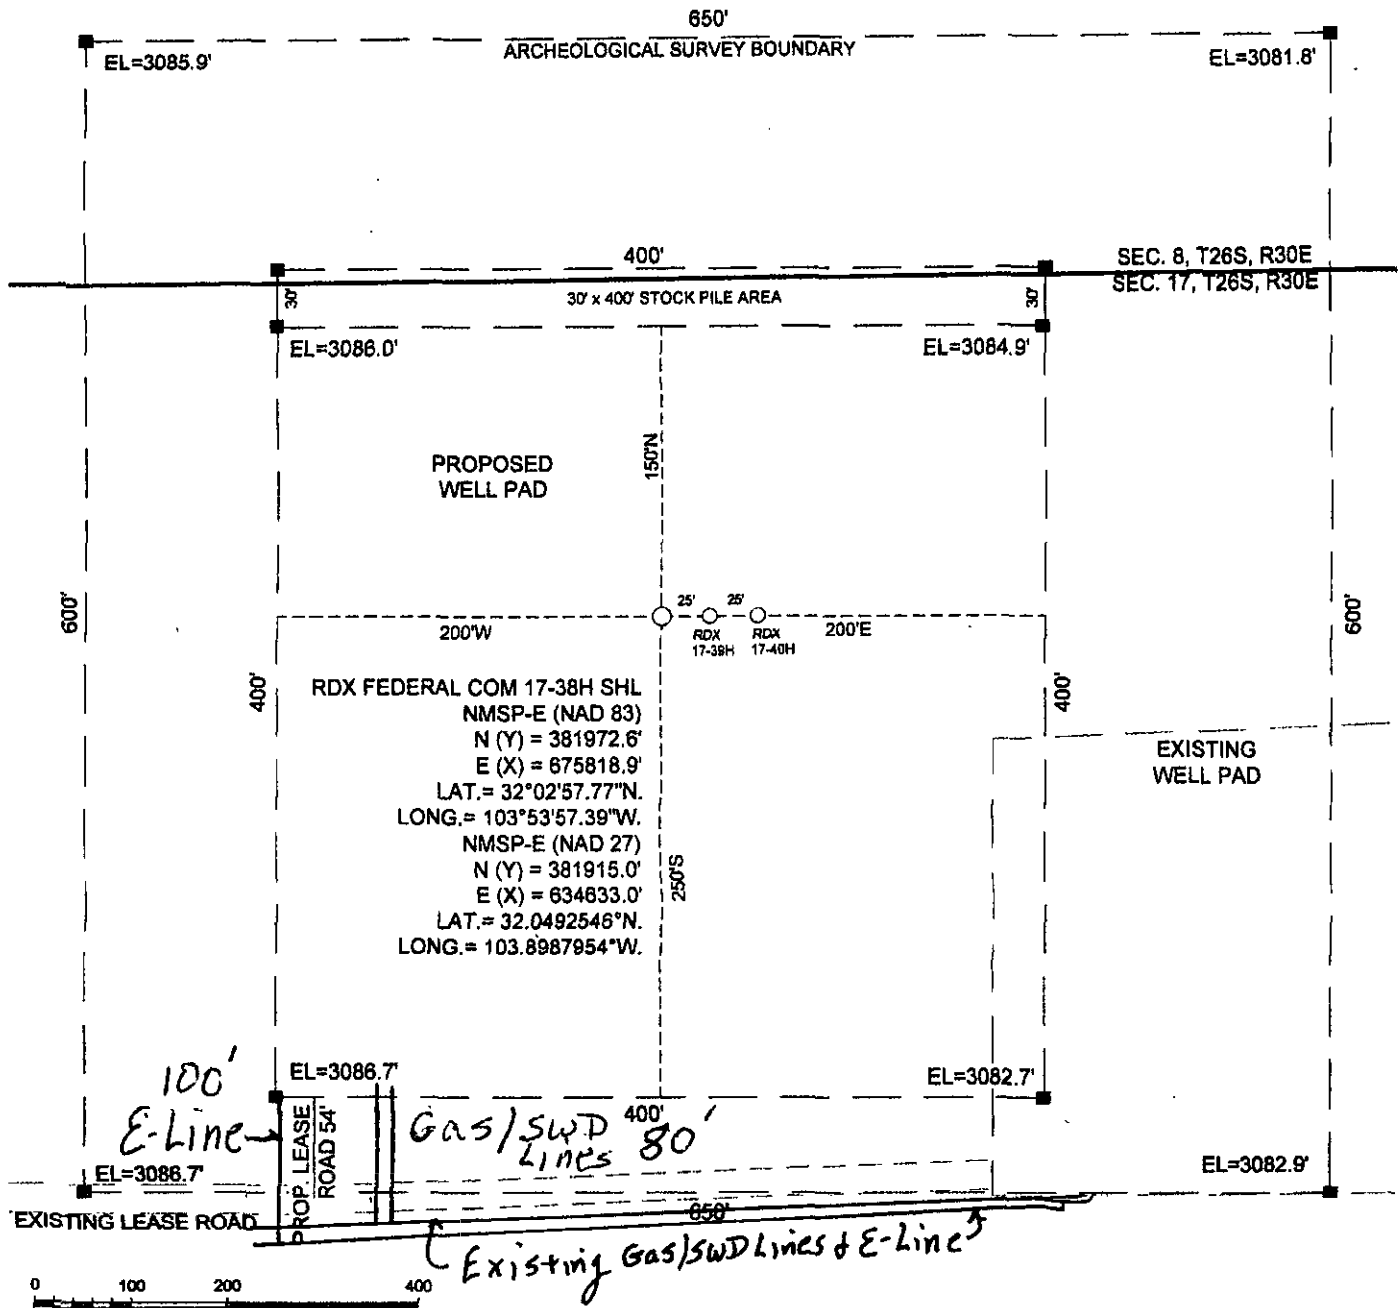 650'
ARCHEOLOGICAL SURVEY BOUNDARY
EL=3085.9'
EL=3081.8'
400'
SEC. 8, T26S, R30E
SEC. 17, T26S, R30E
30'
30' x 400' STOCK PILE AREA
30'
EL=3086.0'
EL=3084.9'
150'N
PROPOSED
WELL PAD
600'
600'
25'
25'
200'W
RDX
17-39H
RDX
17-40H
200'E
400'
400'
RDX FEDERAL COM 17-38H SHL
NMSP-E (NAD 83)
N (Y) = 381972.6'
E (X) = 675818.9'
LAT.= 32°02'57.77"N.
LONG.= 103°53'57.39"W.
NMSP-E (NAD 27)
N (Y) = 381915.0'
E (X) = 634633.0'
LAT.= 32.0492546°N.
LONG.= 103.8987954°W.
250'S
EXISTING
WELL PAD
EL=3086.7'
EL=3082.7'
100'
E-Line
PROP. LEASE
ROAD 54'
400'
Gas/SWD
Lines 80'
EL=3086.7'
EL=3082.9'
EXISTING LEASE ROAD
650'
Existing Gas/SWD Lines & E-Line
0 100 200 400